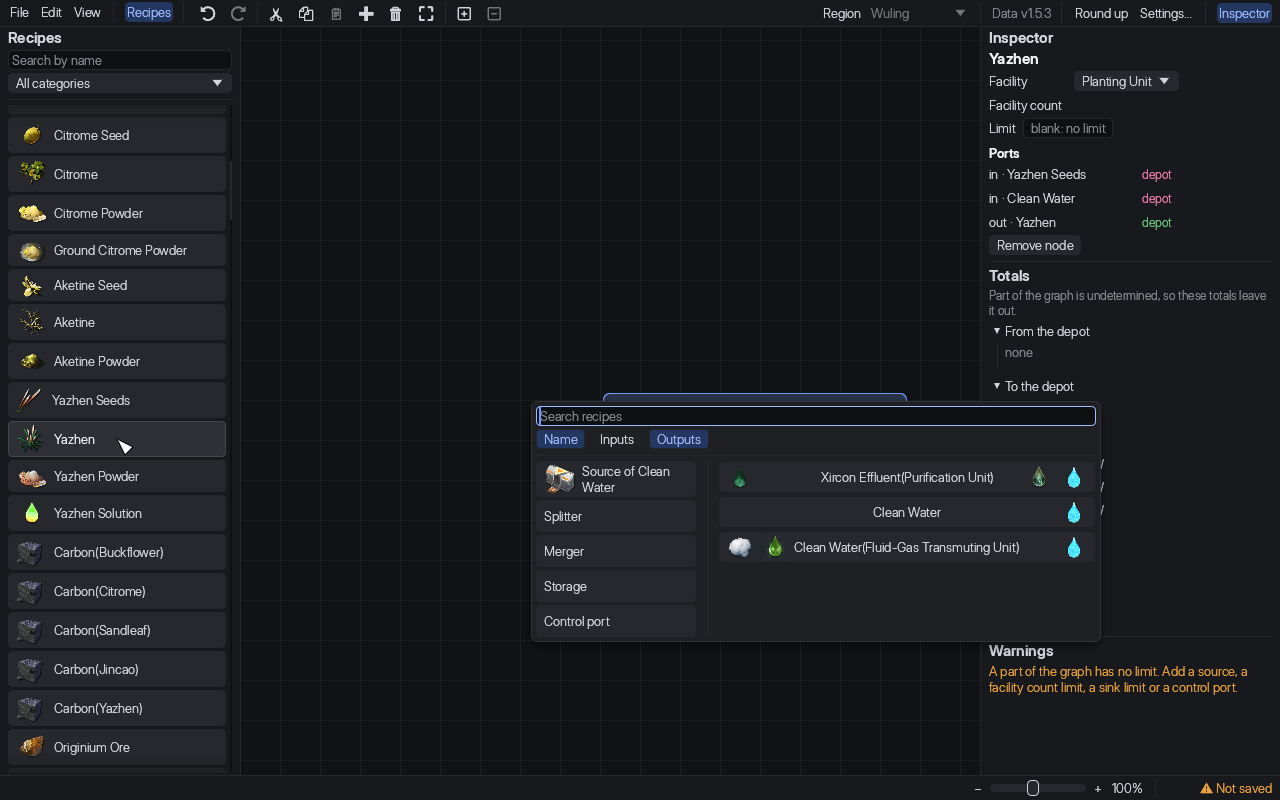 File Edit View Recipes Region Wuling Data v1.5.3 Round up Settings... Inspector
Recipes
Search by name
All categories
Citrome Seed
Citrome
Citrome Powder
Ground Citrome Powder
Aketine Seed
Aketine
Aketine Powder
Yazhen Seeds
Yazhen
Yazhen Powder
Yazhen Solution
Carbon(Buckflower)
Carbon(Citrome)
Carbon(Sandleaf)
Carbon(Jincao)
Carbon(Yazhen)
Originium Ore
Search recipes
Name Inputs Outputs
Source of Clean
Water
Splitter
Merger
Storage
Control port
Xircon Effluent(Purification Unit)
Clean Water
Clean Water(Fluid-Gas Transmuting Unit)
Inspector
Yazhen
Facility Planting Unit
Facility count
Limit blank: no limit
Ports
in · Yazhen Seeds depot
in · Clean Water depot
out · Yazhen depot
Remove node
Totals
Part of the graph is undetermined, so these totals leave
it out.
From the depot
none
To the depot
/
/
/
Warnings
A part of the graph has no limit. Add a source, a
facility count limit, a sink limit or a control port.
− + 100% Not saved